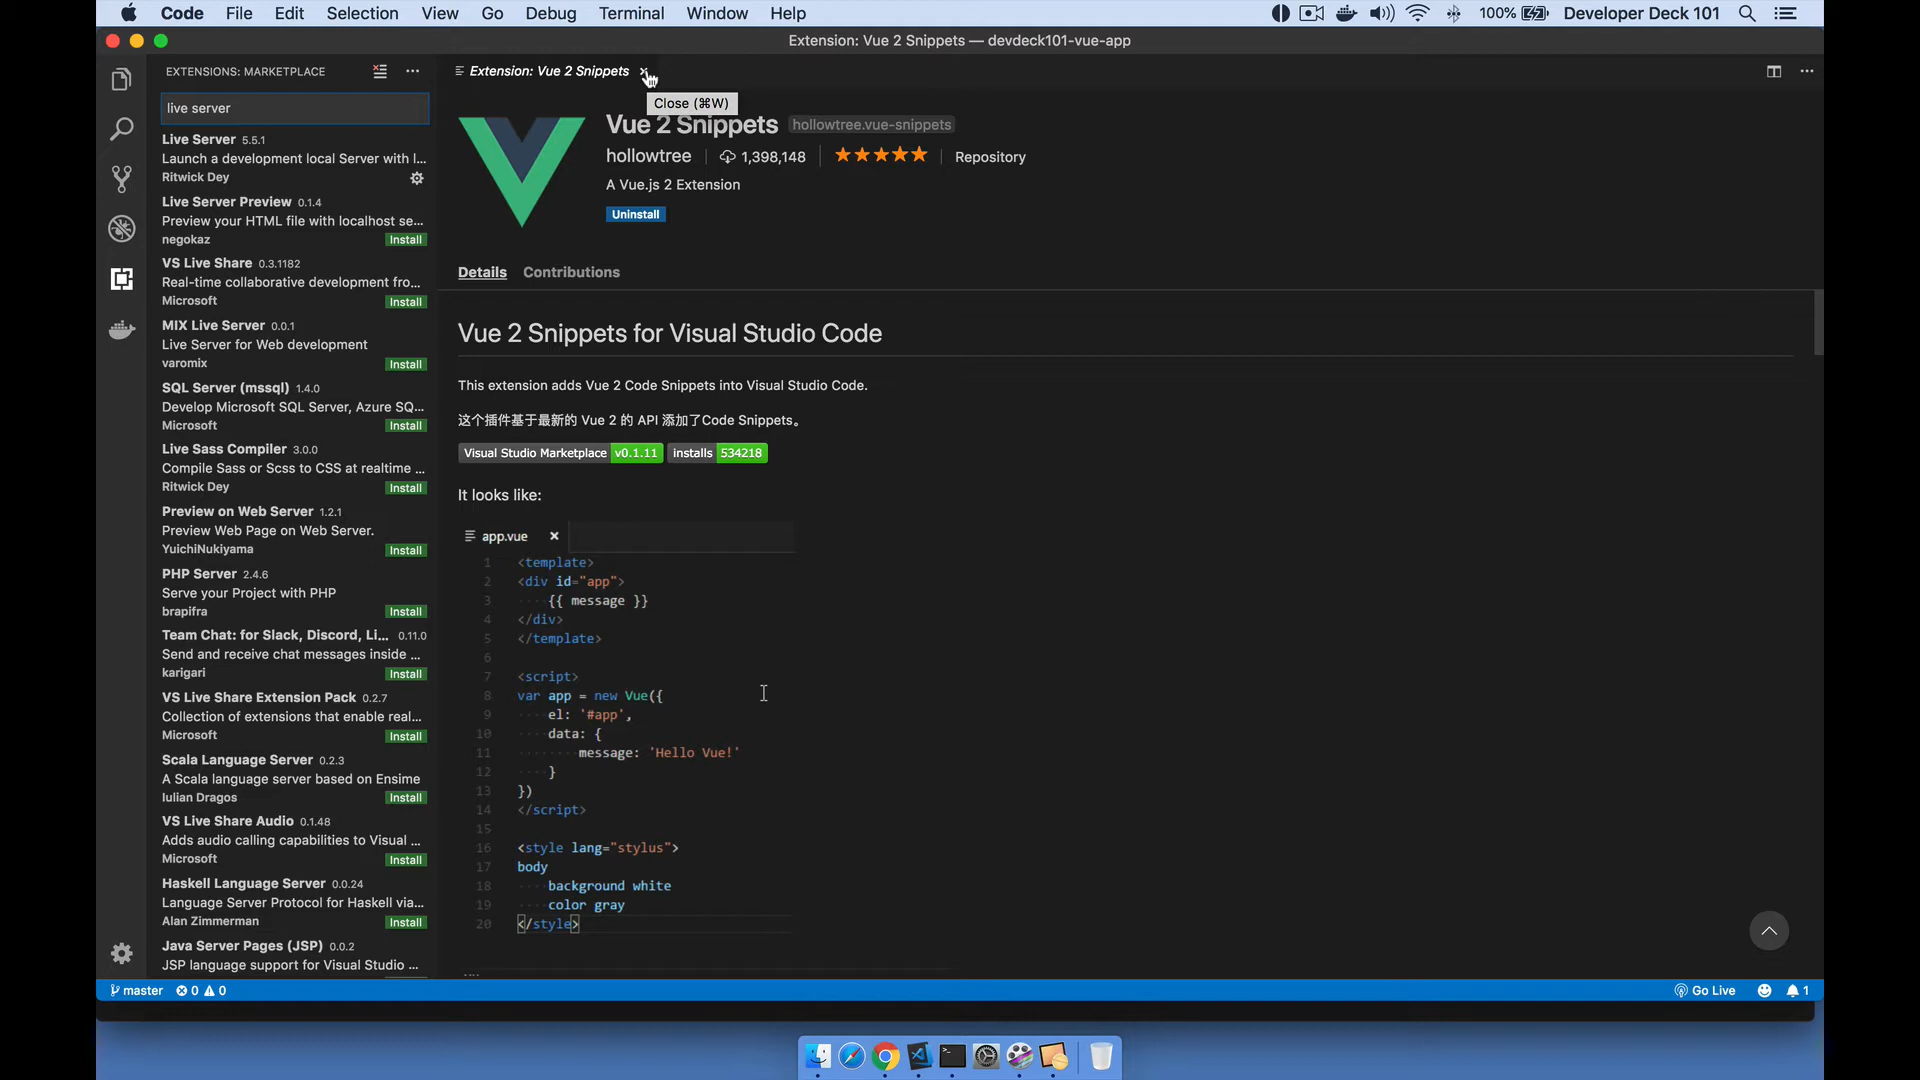 Code File Edit Selection View Go Debug Terminal Window Help 100% Developer Deck 101
Extension: Vue 2 Snippets — devdeck101-vue-app
EXTENSIONS: MARKETPLACE
live server
Live Server 5.5.1
Launch a development local Server with l...
Ritwick Dey
Live Server Preview 0.1.4
Preview your HTML file with localhost se...
negokaz Install
VS Live Share 0.3.1182
Real-time collaborative development fro...
Microsoft Install
MIX Live Server 0.0.1
Live Server for Web development
varomix Install
SQL Server (mssql) 1.4.0
Develop Microsoft SQL Server, Azure SQ...
Microsoft Install
Live Sass Compiler 3.0.0
Compile Sass or Scss to CSS at realtime ...
Ritwick Dey Install
Preview on Web Server 1.2.1
Preview Web Page on Web Server.
YuichiNukiyama Install
PHP Server 2.4.6
Serve your Project with PHP
brapifra Install
Team Chat: for Slack, Discord, Li... 0.11.0
Send and receive chat messages inside ...
karigari Install
VS Live Share Extension Pack 0.2.7
Collection of extensions that enable real...
Microsoft Install
Scala Language Server 0.2.3
A Scala language server based on Ensime
Iulian Dragos Install
VS Live Share Audio 0.1.48
Adds audio calling capabilities to Visual ...
Microsoft Install
Haskell Language Server 0.0.24
Language Server Protocol for Haskell via...
Alan Zimmerman Install
Java Server Pages (JSP) 0.0.2
JSP language support for Visual Studio ...
Extension: Vue 2 Snippets
Close (⌘W)
Vue 2 Snippets hollowtree.vue-snippets
hollowtree 1,398,148 Repository
A Vue.js 2 Extension
Uninstall
Details Contributions
Vue 2 Snippets for Visual Studio Code
This extension adds Vue 2 Code Snippets into Visual Studio Code.
这个插件基于最新的 Vue 2 的 API 添加了Code Snippets。
Visual Studio Marketplace v0.1.11 installs 534218
It looks like:
app.vue
1 <template>
2 <div id="app">
3 ····{{ message }}
4 </div>
5 </template>
6
7 <script>
8 var app = new Vue({
9 ····el: '#app',
10 ····data: {
11 ········message: 'Hello Vue!'
12 ····}
13 })
14 </script>
15
16 <style lang="stylus">
17 body
18 ····background white
19 ····color gray
20 </style>
master 0 0 Go Live 1